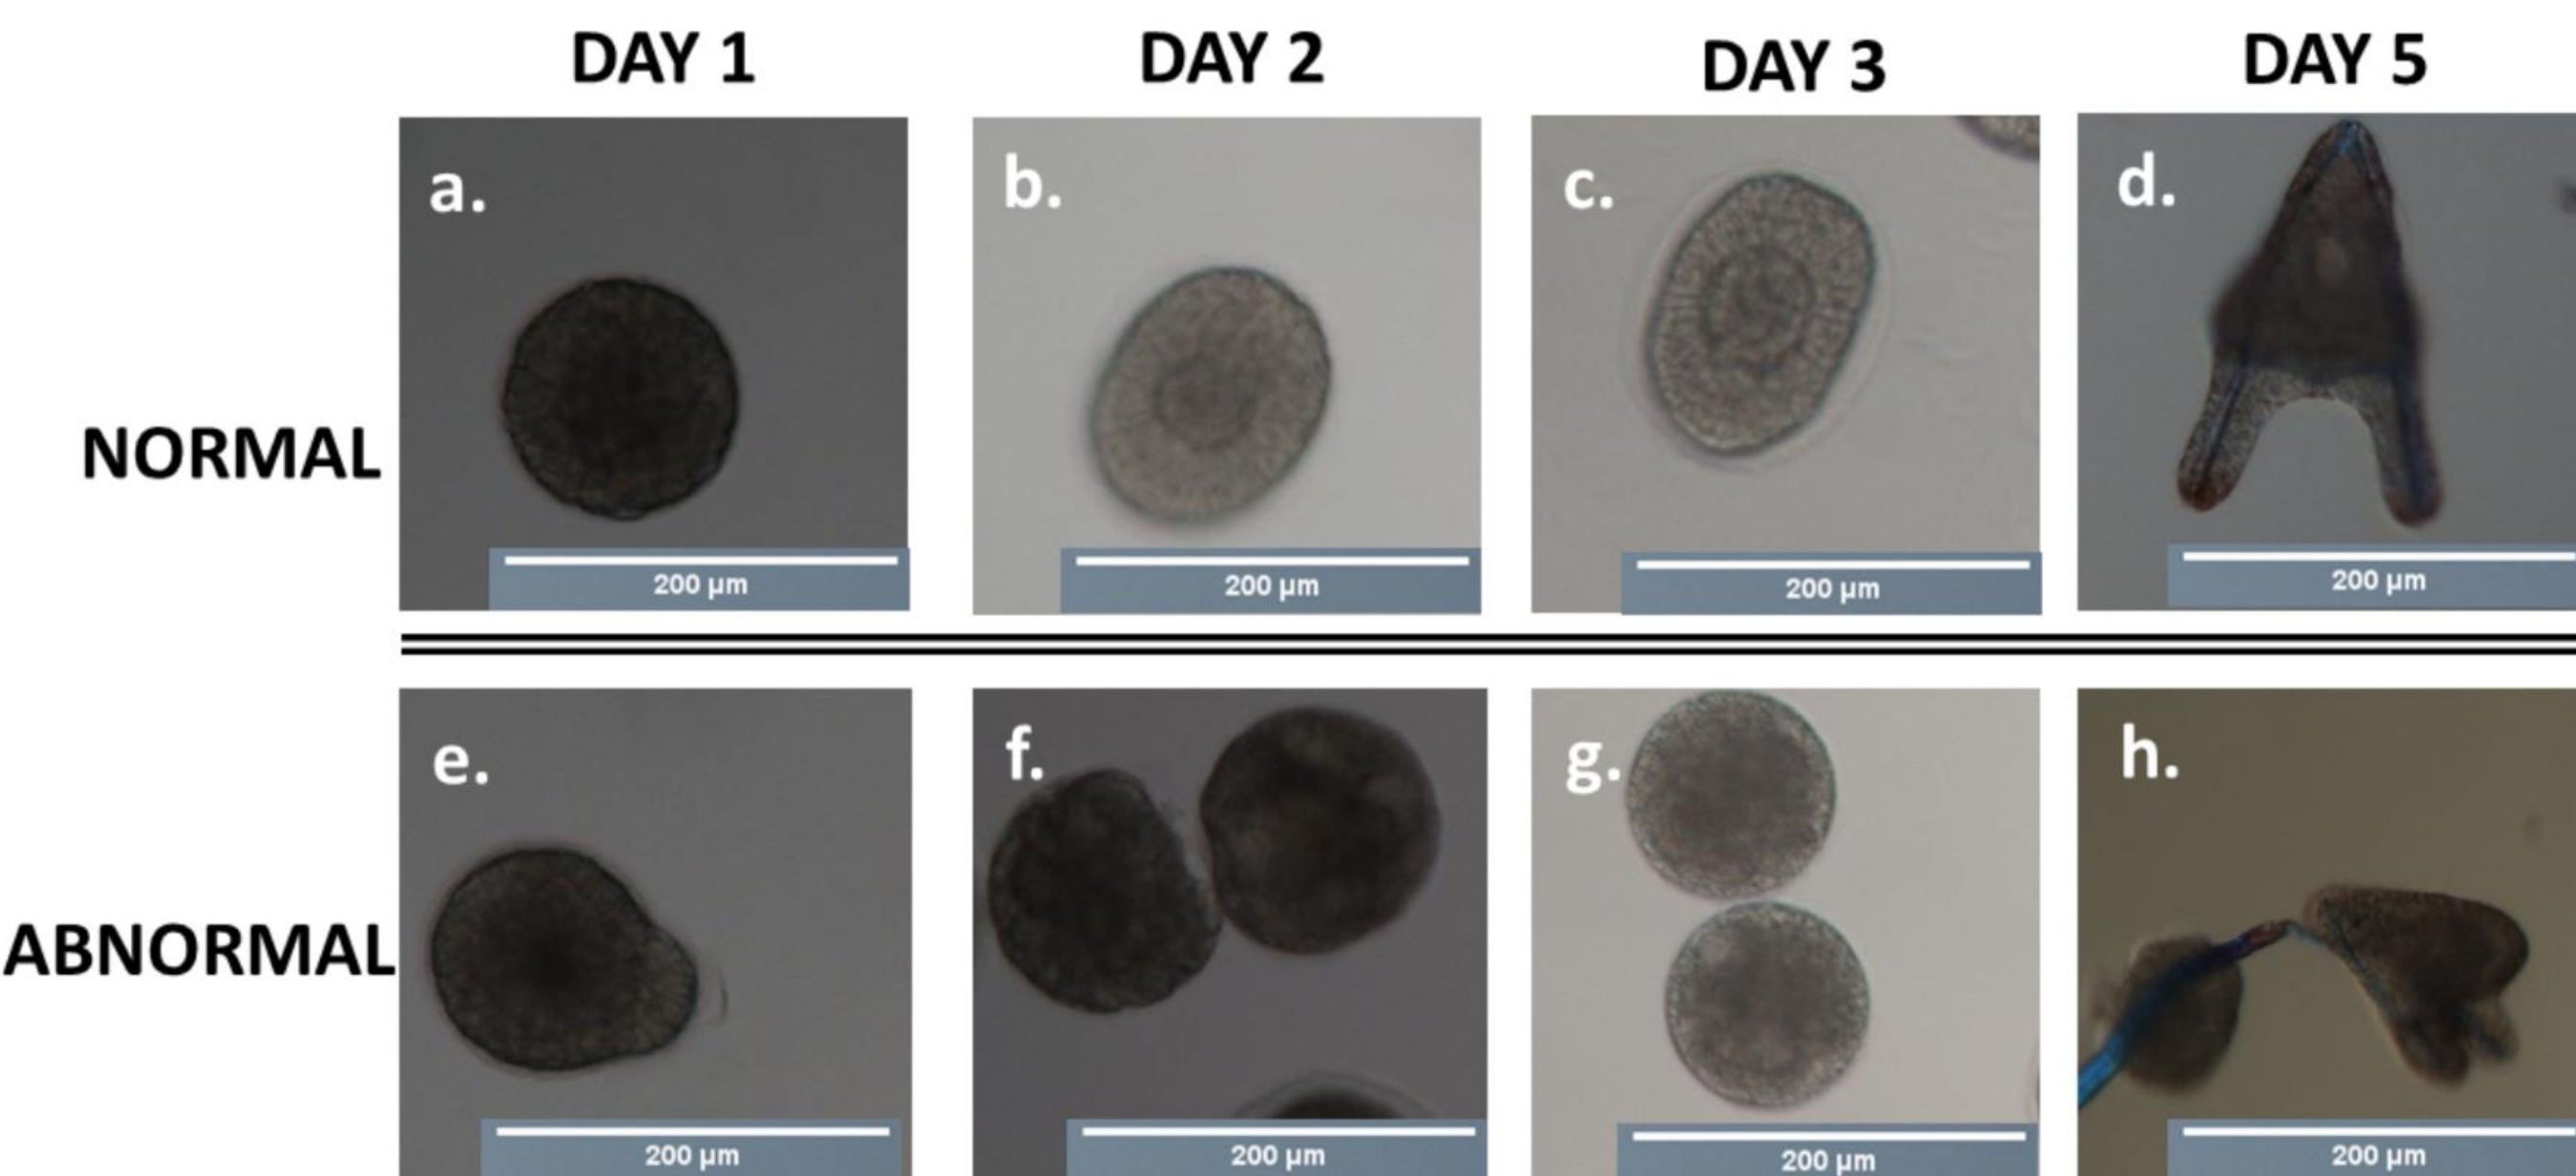 DAY 1 DAY 2 DAY 3 DAY 5
NORMAL
a. b. c. d.
200 µm 200 µm 200 µm 200 µm
ABNORMAL
e. f. g. h.
200 µm 200 µm 200 µm 200 µm